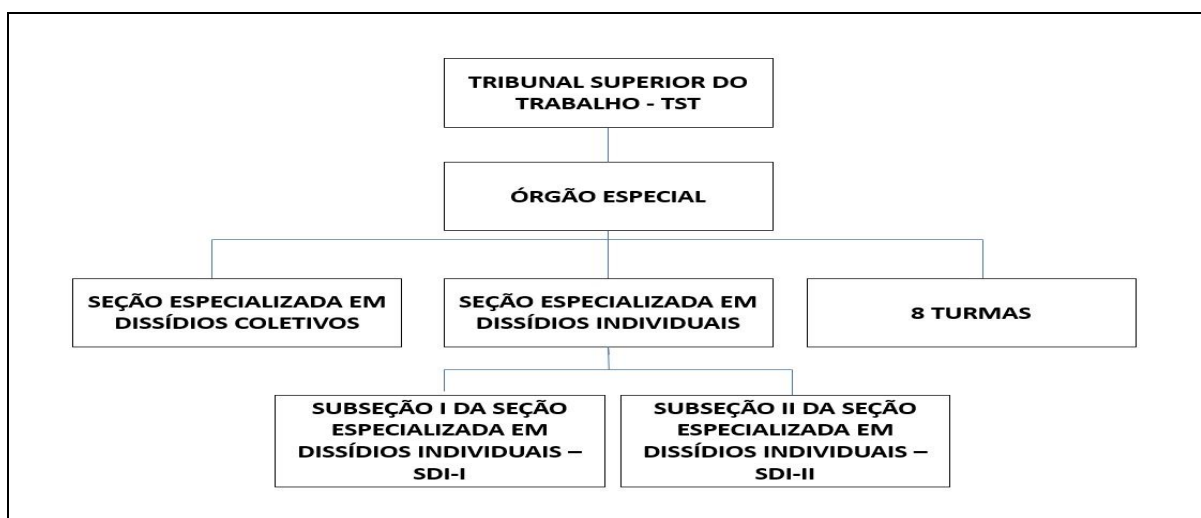 TRIBUNAL SUPERIOR DO
TRABALHO - TST
ÓRGÃO ESPECIAL
SEÇÃO ESPECIALIZADA EM
DISSÍDIOS COLETIVOS
SEÇÃO ESPECIALIZADA EM
DISSÍDIOS INDIVIDUAIS
8 TURMAS
SUBSEÇÃO I DA SEÇÃO
ESPECIALIZADA EM
DISSÍDIOS INDIVIDUAIS –
SDI-I
SUBSEÇÃO II DA SEÇÃO
ESPECIALIZADA EM
DISSÍDIOS INDIVIDUAIS –
SDI-II